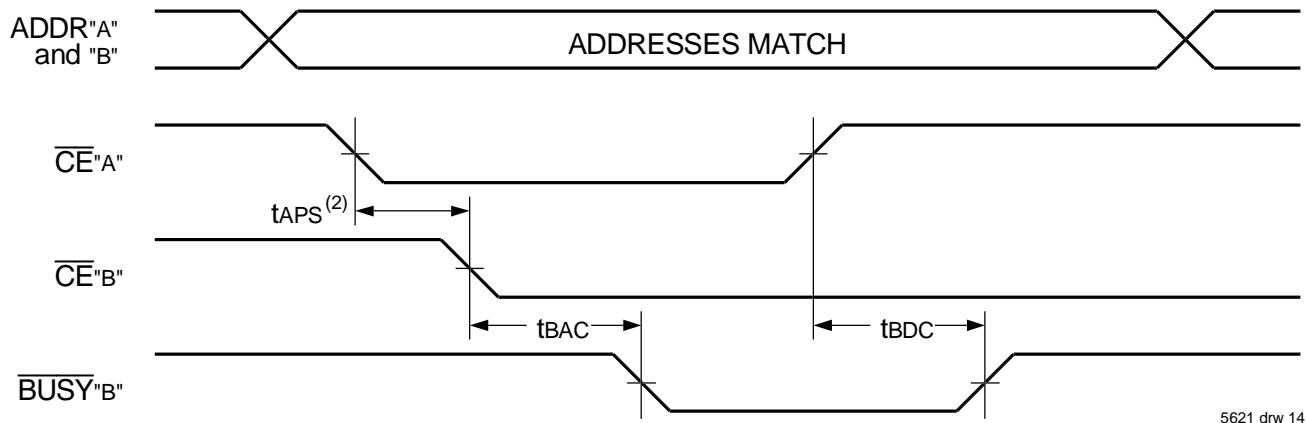 ADDR"A"
and "B"
ADDRESSES MATCH
CE"A"
tAPS(2)
CE"B"
tBAC
tBDC
BUSY"B"
5621 drw 14